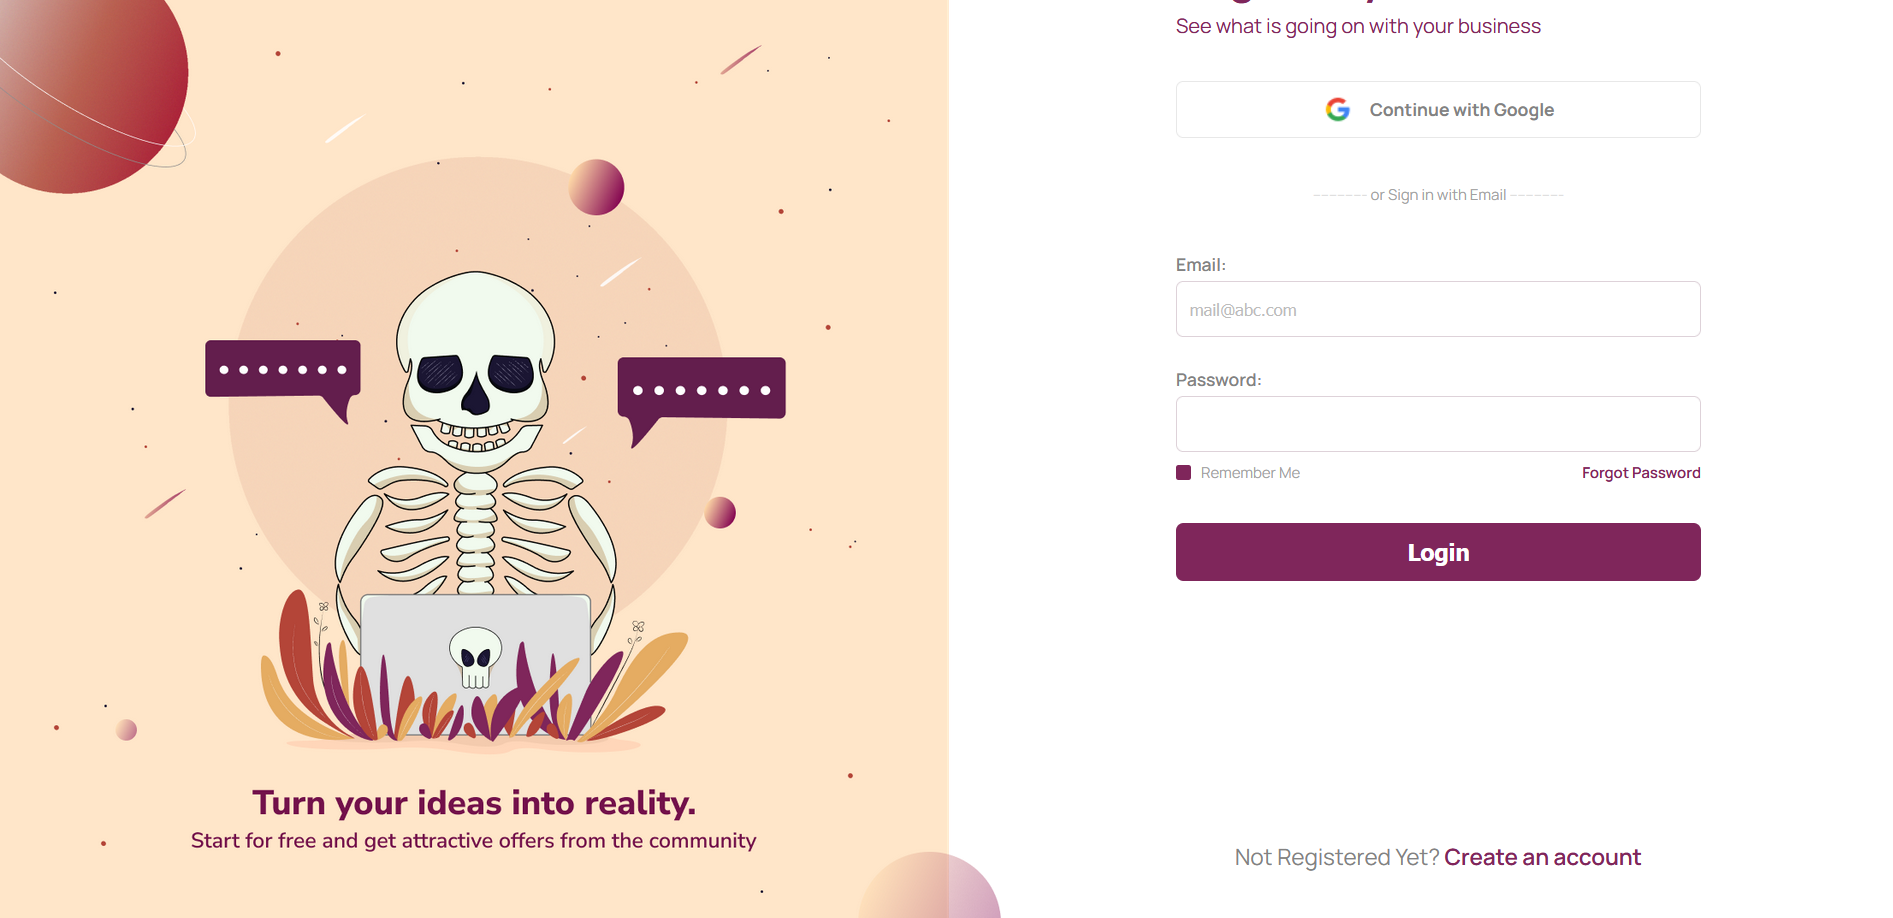 See what is going on with your business
Continue with Google
------- or Sign in with Email -------
Email:
mail@abc.com
Password:
Remember Me
Forgot Password
Login
Not Registered Yet? Create an account
Turn your ideas into reality.
Start for free and get attractive offers from the community